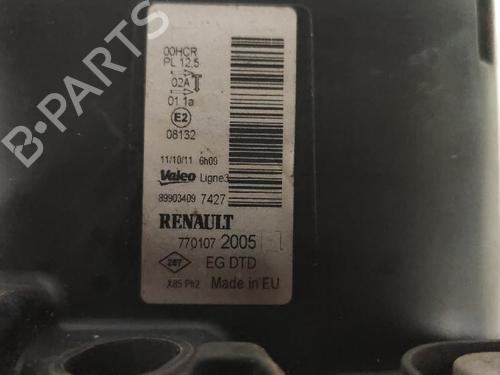 00HCR
PL 12.5
02A
01 1a
E2
08132
11/10/11 6h09
Valeo Ligne3
89903409 7427
RENAULT
770107 2005
267 EG DTD
X85 Ph2 Made in EU
B-PARTS